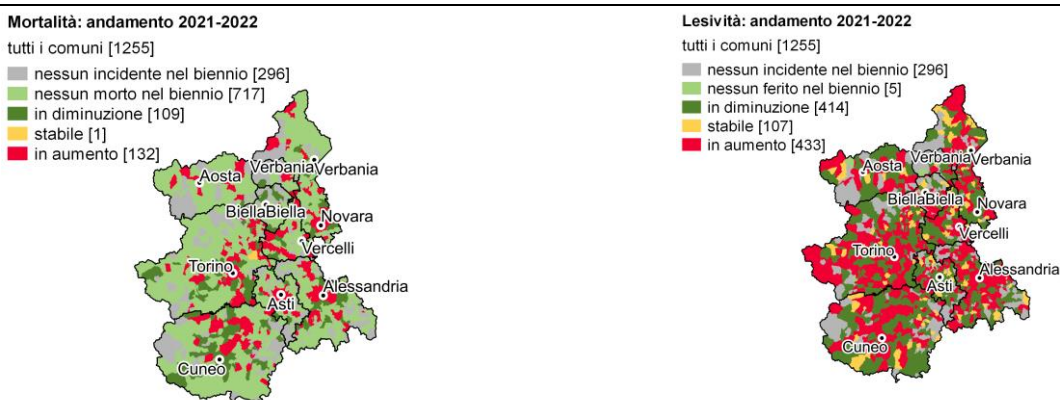 Mortalità: andamento 2021-2022
tutti i comuni [1255]
nessun incidente nel biennio [296]
nessun morto nel biennio [717]
in diminuzione [109]
stabile [1]
in aumento [132]
Verbania Verbania
Aosta
Biella Biella
Novara
Vercelli
Torino
Alessandria
Asti
Cuneo
Lesività: andamento 2021-2022
tutti i comuni [1255]
nessun incidente nel biennio [296]
nessun ferito nel biennio [5]
in diminuzione [414]
stabile [107]
in aumento [433]
Verbania Verbania
Aosta
Biella Biella
Novara
Vercelli
Torino
Alessandria
Asti
Cuneo